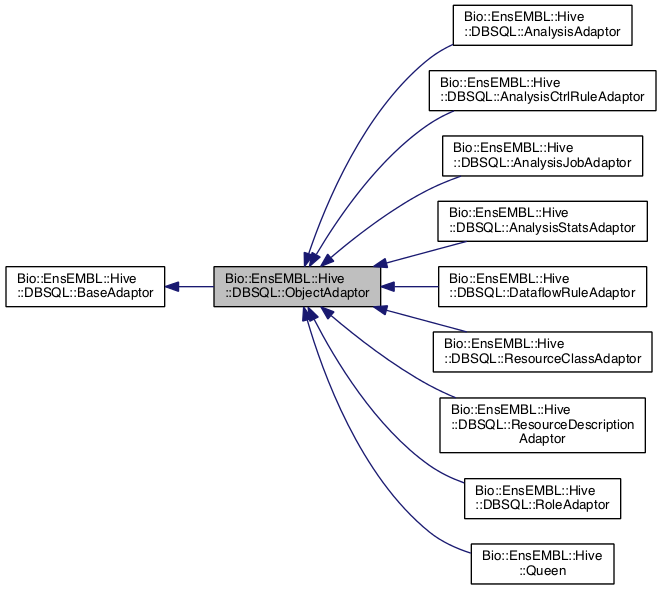 Bio::EnsEMBL::Hive
::DBSQL::AnalysisAdaptor
Bio::EnsEMBL::Hive
::DBSQL::AnalysisCtrlRuleAdaptor
Bio::EnsEMBL::Hive
::DBSQL::AnalysisJobAdaptor
Bio::EnsEMBL::Hive
::DBSQL::AnalysisStatsAdaptor
Bio::EnsEMBL::Hive
::DBSQL::BaseAdaptor
Bio::EnsEMBL::Hive
::DBSQL::ObjectAdaptor
Bio::EnsEMBL::Hive
::DBSQL::DataflowRuleAdaptor
Bio::EnsEMBL::Hive
::DBSQL::ResourceClassAdaptor
Bio::EnsEMBL::Hive
::DBSQL::ResourceDescription
Adaptor
Bio::EnsEMBL::Hive
::DBSQL::RoleAdaptor
Bio::EnsEMBL::Hive
::Queen